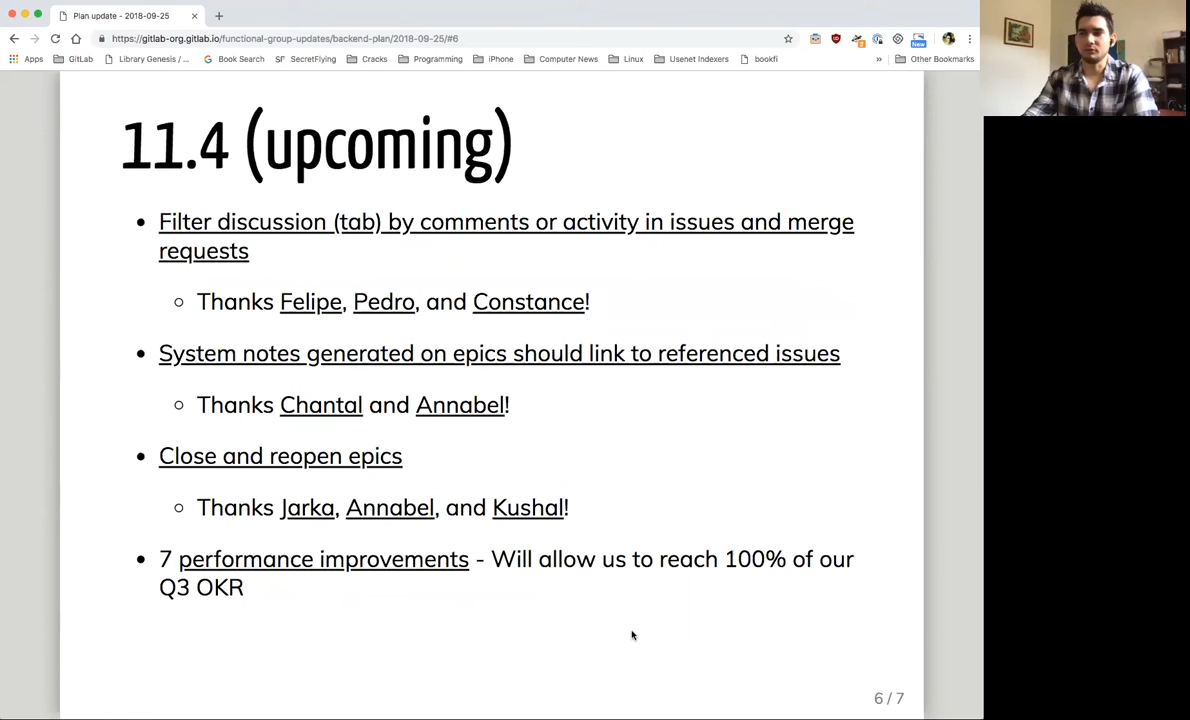 Plan update - 2018-09-25
https://gitlab-org.gitlab.io/functional-group-updates/backend-plan/2018-09-25/#6
New
Apps GitLab Library Genesis /... Book Search SecretFlying Cracks Programming iPhone Computer News Linux Usenet Indexers bookfi » Other Bookmarks
11.4 (upcoming)
• Filter discussion (tab) by comments or activity in issues and merge
requests
Thanks Felipe, Pedro, and Constance!
• System notes generated on epics should link to referenced issues
Thanks Chantal and Annabel!
• Close and reopen epics
Thanks Jarka, Annabel, and Kushal!
• 7 performance improvements - Will allow us to reach 100% of our
Q3 OKR
6 / 7